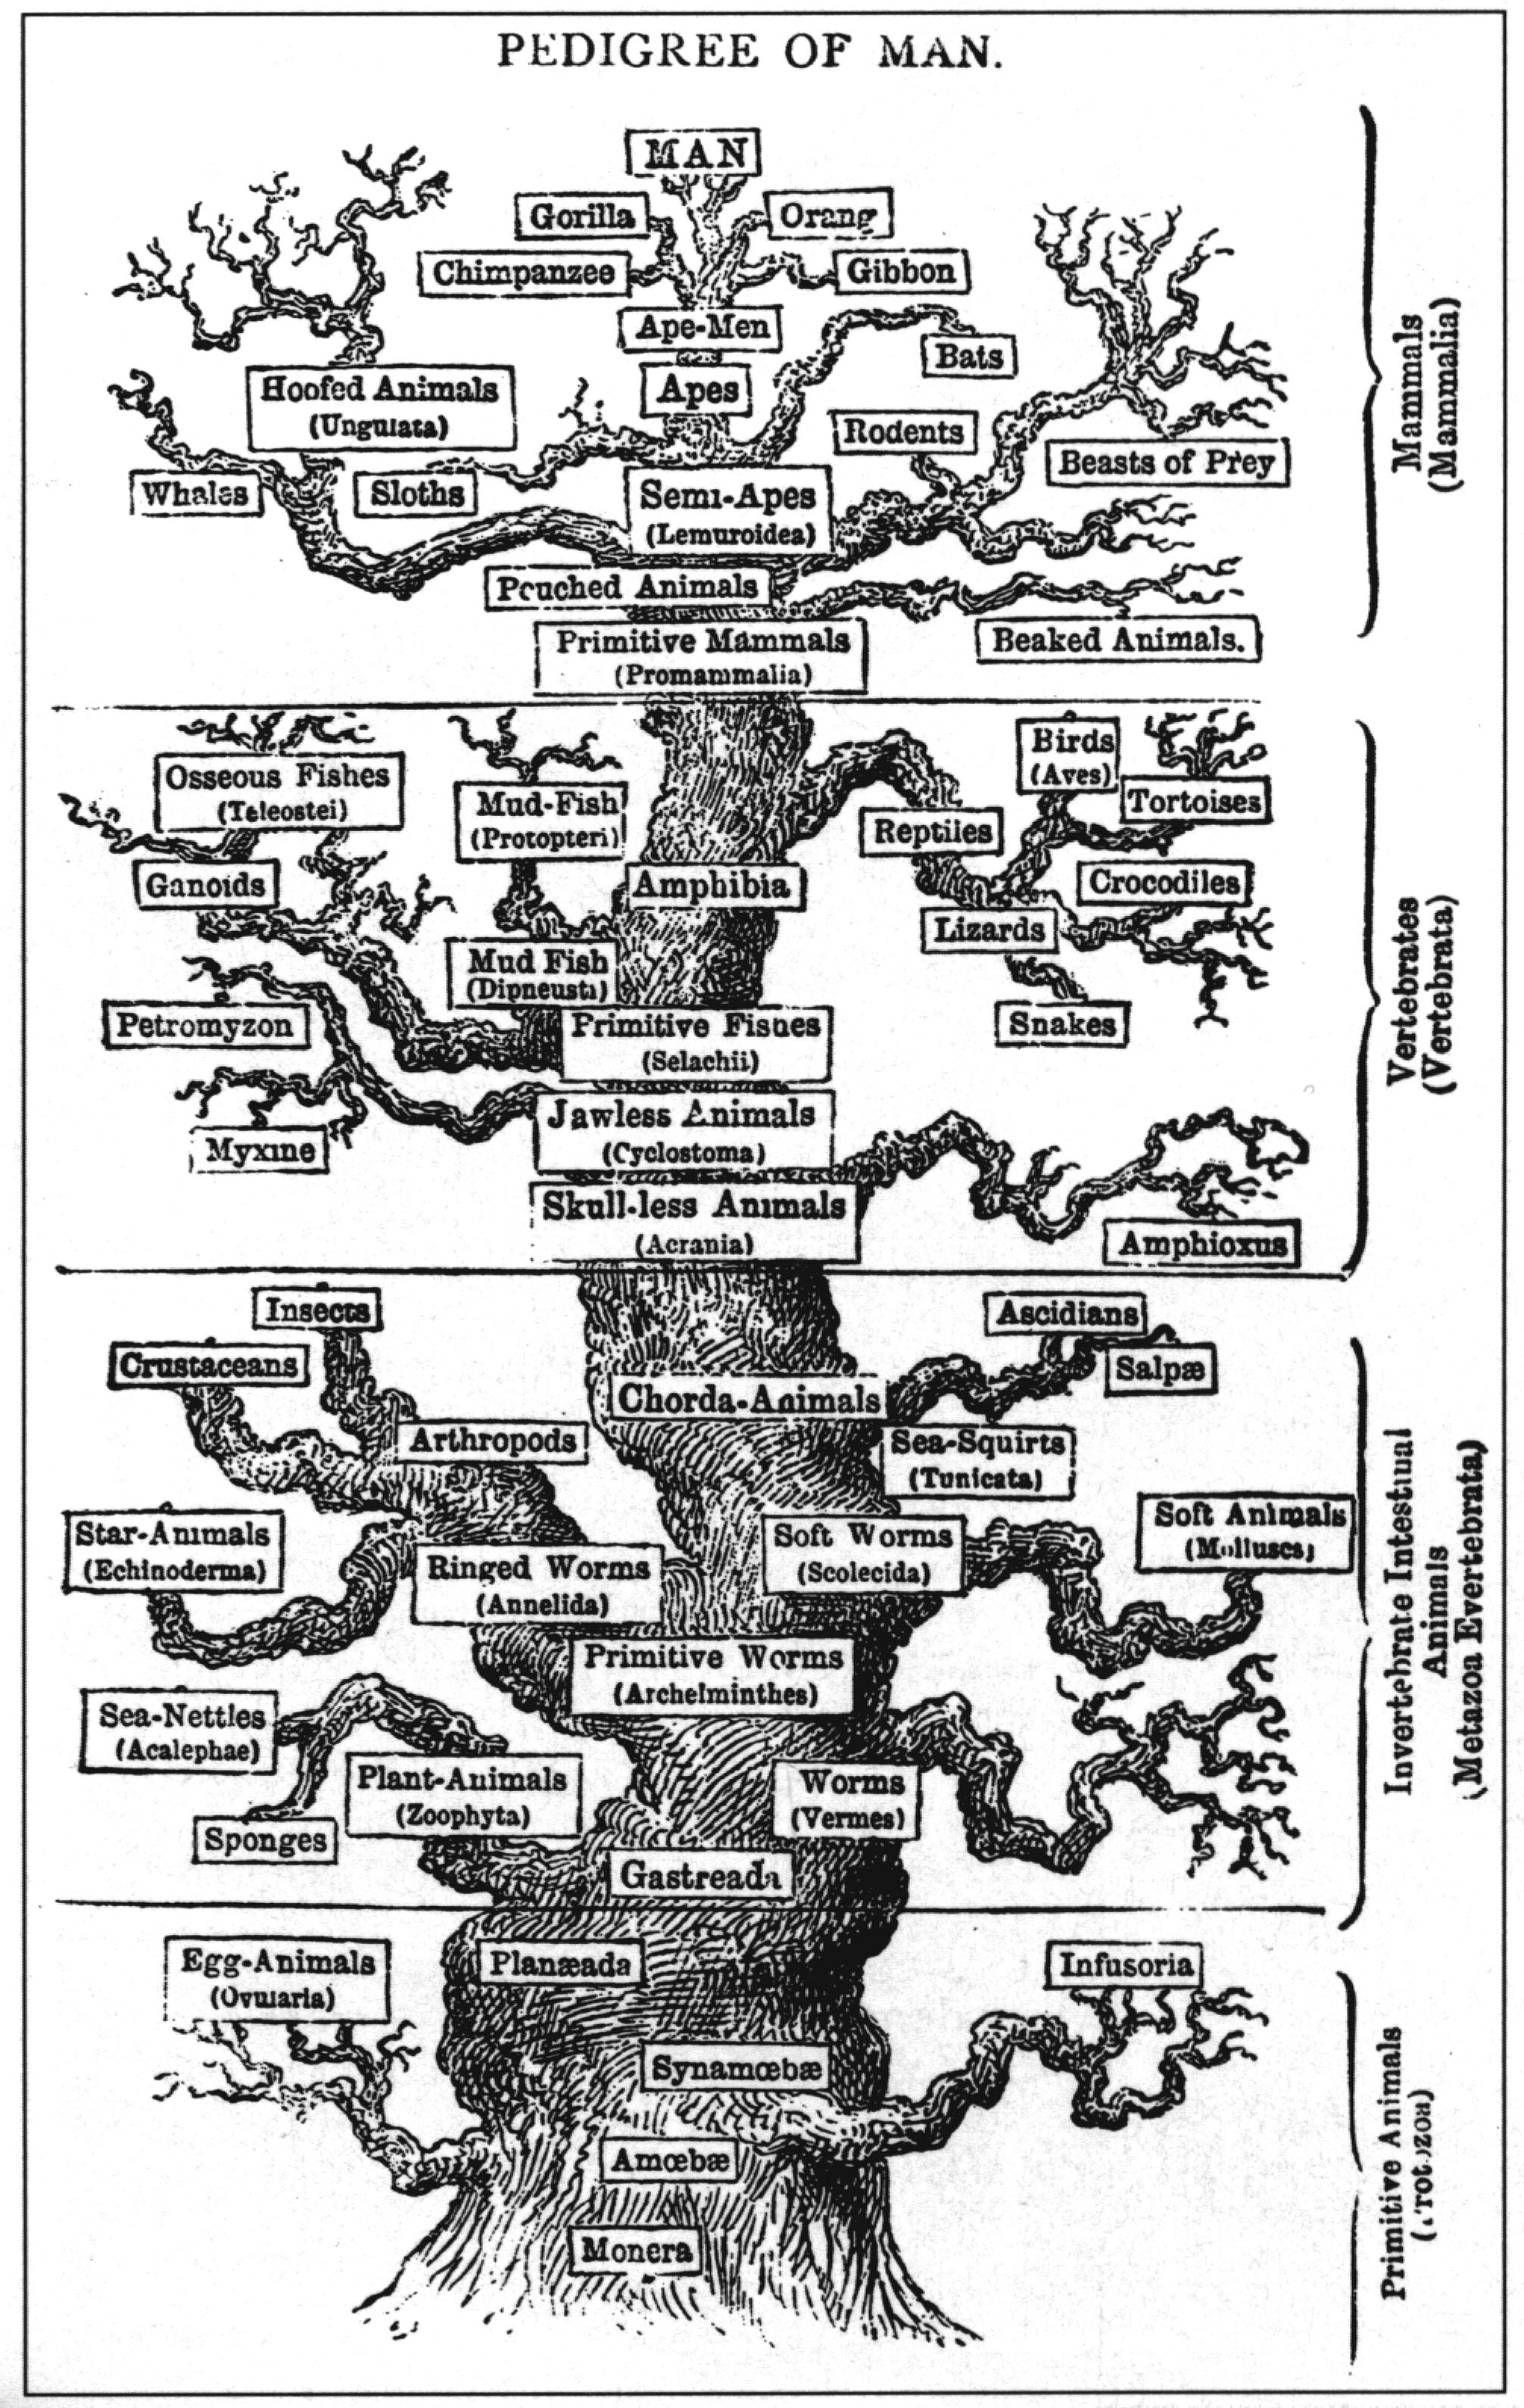 PEDIGREE OF MAN.
MAN
Gorilla
Orang
Chimpanzee
Gibbon
Ape-Men
Bats
Hoofed Animals
(Ungulata)
Apes
Rodents
Beasts of Prey
Whales
Sloths
Semi-Apes
(Lemuroidea)
Pouched Animals
Primitive Mammals
(Promammalia)
Beaked Animals.
Mammals
(Mammalia)
Osseous Fishes
(Teleostei)
Mud-Fish
(Protopteri)
Birds
(Aves)
Tortoises
Reptiles
Ganoids
Amphibia
Crocodiles
Lizards
Mud Fish
(Dipneusti)
Petromyzon
Primitive Fishes
(Selachii)
Snakes
Jawless Animals
(Cyclostoma)
Myxine
Skull-less Animals
(Acrania)
Amphioxus
Vertebrates
(Vertebrata)
Insects
Ascidians
Crustaceans
Salpæ
Chorda-Animals
Arthropods
Sea-Squirts
(Tunicata)
Star-Animals
(Echinoderma)
Ringed Worms
(Annelida)
Soft Worms
(Scolecida)
Soft Animals
(Mollusca)
Primitive Worms
(Archelminthes)
Sea-Nettles
(Acalephae)
Plant-Animals
(Zoophyta)
Worms
(Vermes)
Sponges
Gastreada
Invertebrate Intestinal
Animals
(Metazoa Evertebrata)
Egg-Animals
(Ovularia)
Planæada
Infusoria
Synamœbæ
Amœbæ
Monera
Primitive Animals
(Protozoa)